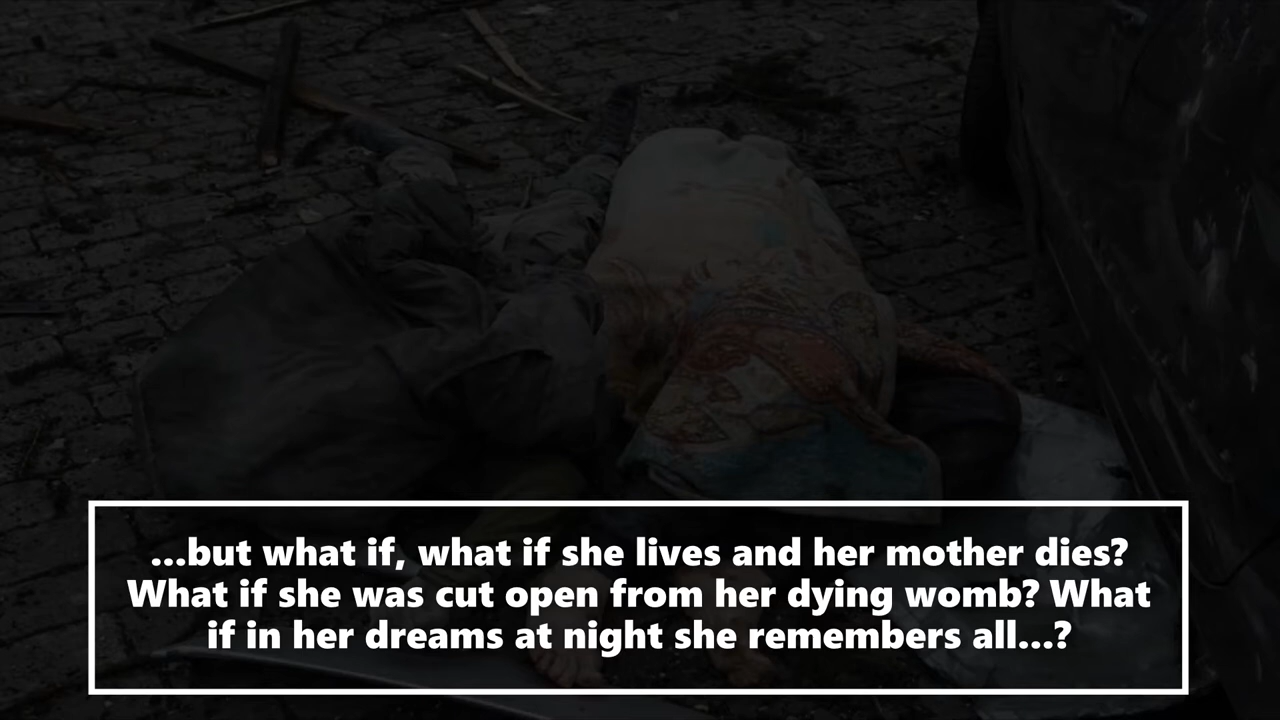 ...but what if, what if she lives and her mother dies?
What if she was cut open from her dying womb? What
if in her dreams at night she remembers all...?